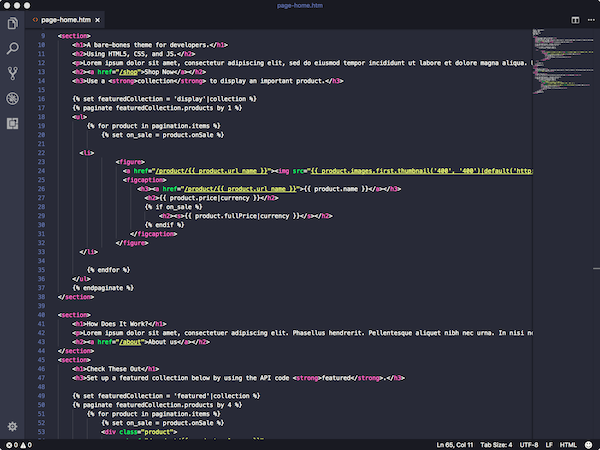 page-home.htm
page-home.htm ×
9 <section>
10 <h1>A bare-bones theme for developers.</h1>
11 <h2>Using HTML5, CSS, and JS.</h2>
12 <p>Lorem ipsum dolor sit amet, consectetur adipiscing elit, sed do eiusmod tempor incididunt ut labore et dolore magna aliqua.
13 <h2><a href="/shop">Shop Now</a></h2>
14 <h3>Use a <strong>collection</strong> to display an important product.</h3>
15
16 {% set featuredCollection = 'display'|collection %}
17 {% paginate featuredCollection.products by 1 %}
18 <ul>
19 {% for product in pagination.items %}
20 {% set on_sale = product.onSale %}
21
22 <li>
23 <figure>
24 <a href="/product/{{ product.url_name }}"><img src="{{ product.images.first.thumbnail('400', '400')|default('http:
25 <figcaption>
26 <h3><a href="/product/{{ product.url_name }}">{{ product.name }}</a></h3>
27 <h2>{{ product.price|currency }}</h2>
28 {% if on_sale %}
29 <h2><s>{{ product.fullPrice|currency }}</s></h2>
30 {% endif %}
31 </figcaption>
32 </figure>
33 </li>
34
35 {% endfor %}
36 </ul>
37 {% endpaginate %}
38 </section>
39
40 <section>
41 <h1>How Does It Work?</h1>
42 <p>Lorem ipsum dolor sit amet, consectetuer adipiscing elit. Phasellus hendrerit. Pellentesque aliquet nibh nec urna. In nisi ne
43 <h2><a href="/about">About us</a></h2>
44 </section>
45 <section>
46 <h1>Check These Out</h1>
47 <h3>Set up a featured collection below by using the API code <strong>featured</strong>.</h3>
48
49 {% set featuredCollection = 'featured'|collection %}
50 {% paginate featuredCollection.products by 4 %}
51 {% for product in pagination.items %}
52 {% set on_sale = product.onSale %}
53 <div class="product">
0 0 Ln 65, Col 11 Tab Size: 4 UTF-8 LF HTML